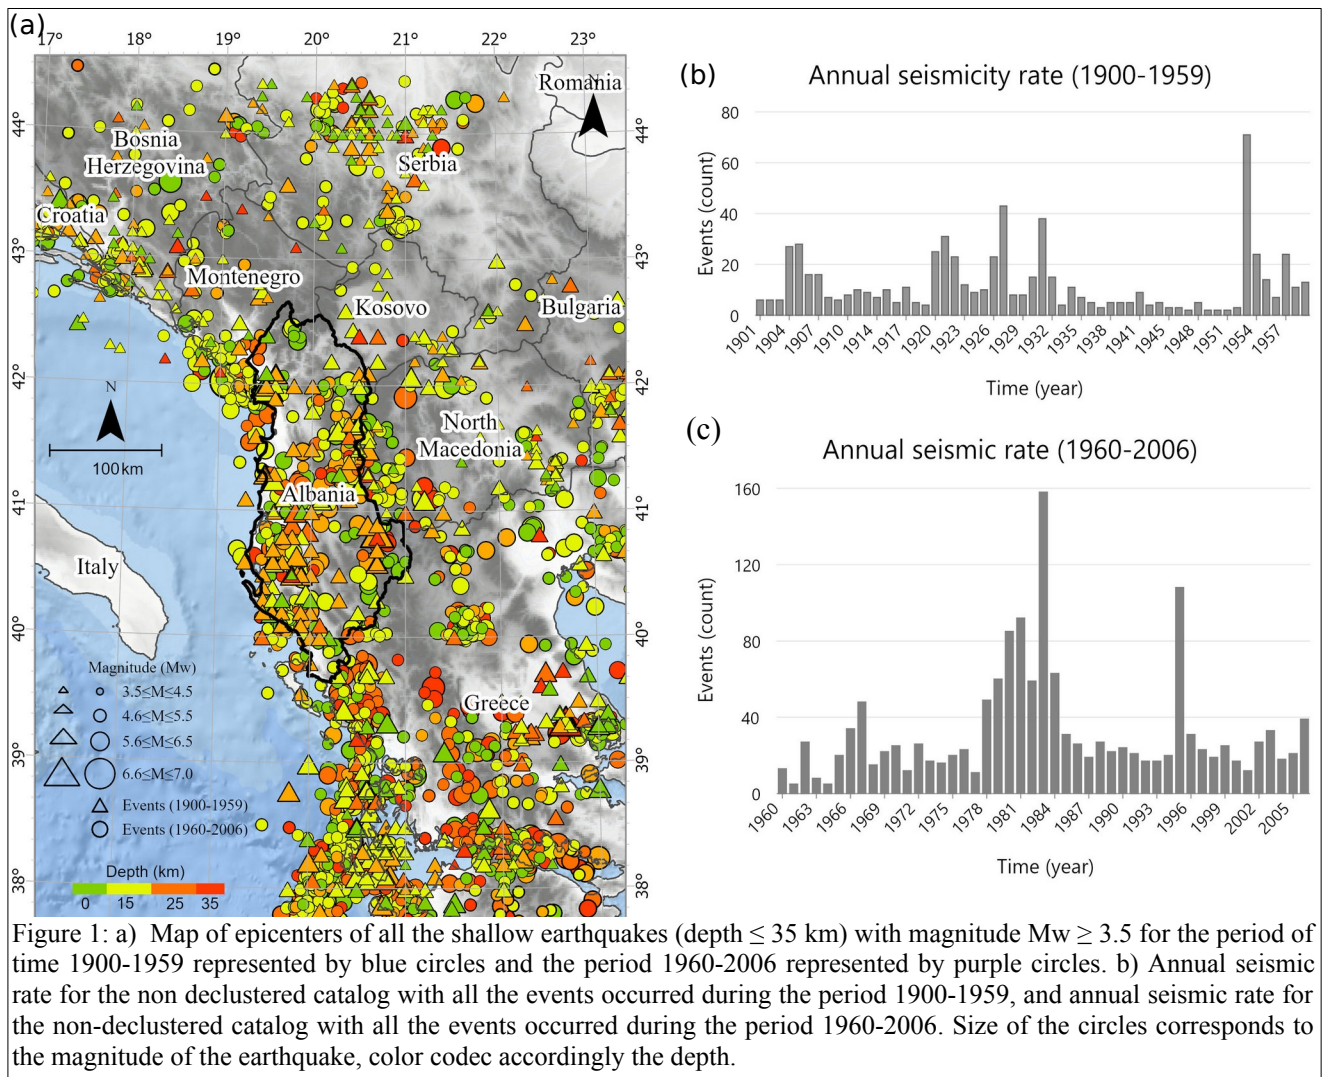 (a)
17° 18° 19° 20° 21° 22° 23°
Romania
N
44° 44°
Bosnia
Herzegovina
Serbia
Croatia
43° 43°
Montenegro
Kosovo
Bulgaria
42° 42°
N
100 km
North
Macedonia
Albania
41° 41°
Italy
40° 40°
Magnitude (Mw)
3.5≤M≤4.5
4.6≤M≤5.5
5.6≤M≤6.5
6.6≤M≤7.0
Greece
39° 39°
Events (1900-1959)
Events (1960-2006)
Depth (km)
0 15 25 35
38° 38°
(b)
Annual seismicity rate (1900-1959)
Events (count)
80
60
40
20
0
1901 1904 1907 1910 1914 1917 1920 1923 1926 1929 1932 1935 1938 1941 1945 1948 1951 1954 1957
Time (year)
(c)
Annual seismic rate (1960-2006)
Events (count)
160
120
80
40
0
1960 1963 1966 1969 1972 1975 1978 1981 1984 1987 1990 1993 1996 1999 2002 2005
Time (year)
Figure 1: a) Map of epicenters of all the shallow earthquakes (depth ≤ 35 km) with magnitude Mw ≥ 3.5 for the period of
time 1900-1959 represented by blue circles and the period 1960-2006 represented by purple circles. b) Annual seismic
rate for the non declustered catalog with all the events occurred during the period 1900-1959, and annual seismic rate for
the non-declustered catalog with all the events occurred during the period 1960-2006. Size of the circles corresponds to
the magnitude of the earthquake, color codec accordingly the depth.